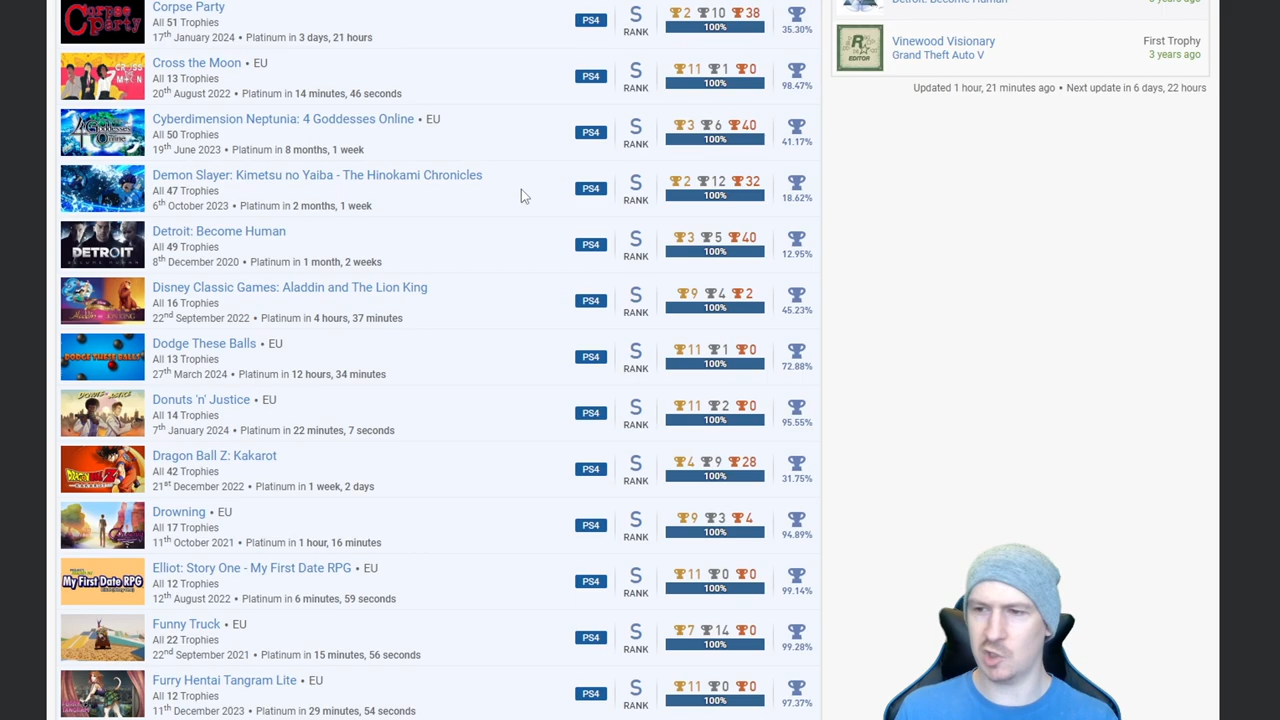 Corpse Party
All 51 Trophies
17th January 2024 • Platinum in 3 days, 21 hours
PS4
S
RANK
2 10 38
100%
35.30%
Cross the Moon • EU
All 13 Trophies
20th August 2022 • Platinum in 14 minutes, 46 seconds
PS4
S
RANK
11 1 0
100%
98.47%
Cyberdimension Neptunia: 4 Goddesses Online • EU
All 50 Trophies
19th June 2023 • Platinum in 8 months, 1 week
PS4
S
RANK
3 6 40
100%
41.17%
Demon Slayer: Kimetsu no Yaiba - The Hinokami Chronicles
All 47 Trophies
6th October 2023 • Platinum in 2 months, 1 week
PS4
S
RANK
2 12 32
100%
18.62%
DETROIT
Detroit: Become Human
All 49 Trophies
8th December 2020 • Platinum in 1 month, 2 weeks
PS4
S
RANK
3 5 40
100%
12.95%
Disney Classic Games: Aladdin and The Lion King
All 16 Trophies
22nd September 2022 • Platinum in 4 hours, 37 minutes
PS4
S
RANK
9 4 2
100%
45.23%
DODGE THESE BALLS
Dodge These Balls • EU
All 13 Trophies
27th March 2024 • Platinum in 12 hours, 34 minutes
PS4
S
RANK
11 1 0
100%
72.88%
Donuts 'n' Justice • EU
All 14 Trophies
7th January 2024 • Platinum in 22 minutes, 7 seconds
PS4
S
RANK
11 2 0
100%
95.55%
Dragon Ball Z: Kakarot
All 42 Trophies
21st December 2022 • Platinum in 1 week, 2 days
PS4
S
RANK
4 9 28
100%
31.75%
Drowning • EU
All 17 Trophies
11th October 2021 • Platinum in 1 hour, 16 minutes
PS4
S
RANK
9 3 4
100%
94.89%
My First Date RPG
Elliot: Story One - My First Date RPG • EU
All 12 Trophies
12th August 2022 • Platinum in 6 minutes, 59 seconds
PS4
S
RANK
11 0 0
100%
99.14%
Funny Truck • EU
All 22 Trophies
22nd September 2021 • Platinum in 15 minutes, 56 seconds
PS4
S
RANK
7 14 0
100%
99.28%
Furry Hentai Tangram Lite • EU
All 12 Trophies
December 2023 • Platinum in 29 minutes, 54 seconds
PS4
S
RANK
11 0 0
100%
97.37%
Detroit: Become Human
years ago
EDITOR
Vinewood Visionary
Grand Theft Auto V
First Trophy
3 years ago
Updated 1 hour, 21 minutes ago • Next update in 6 days, 22 hours